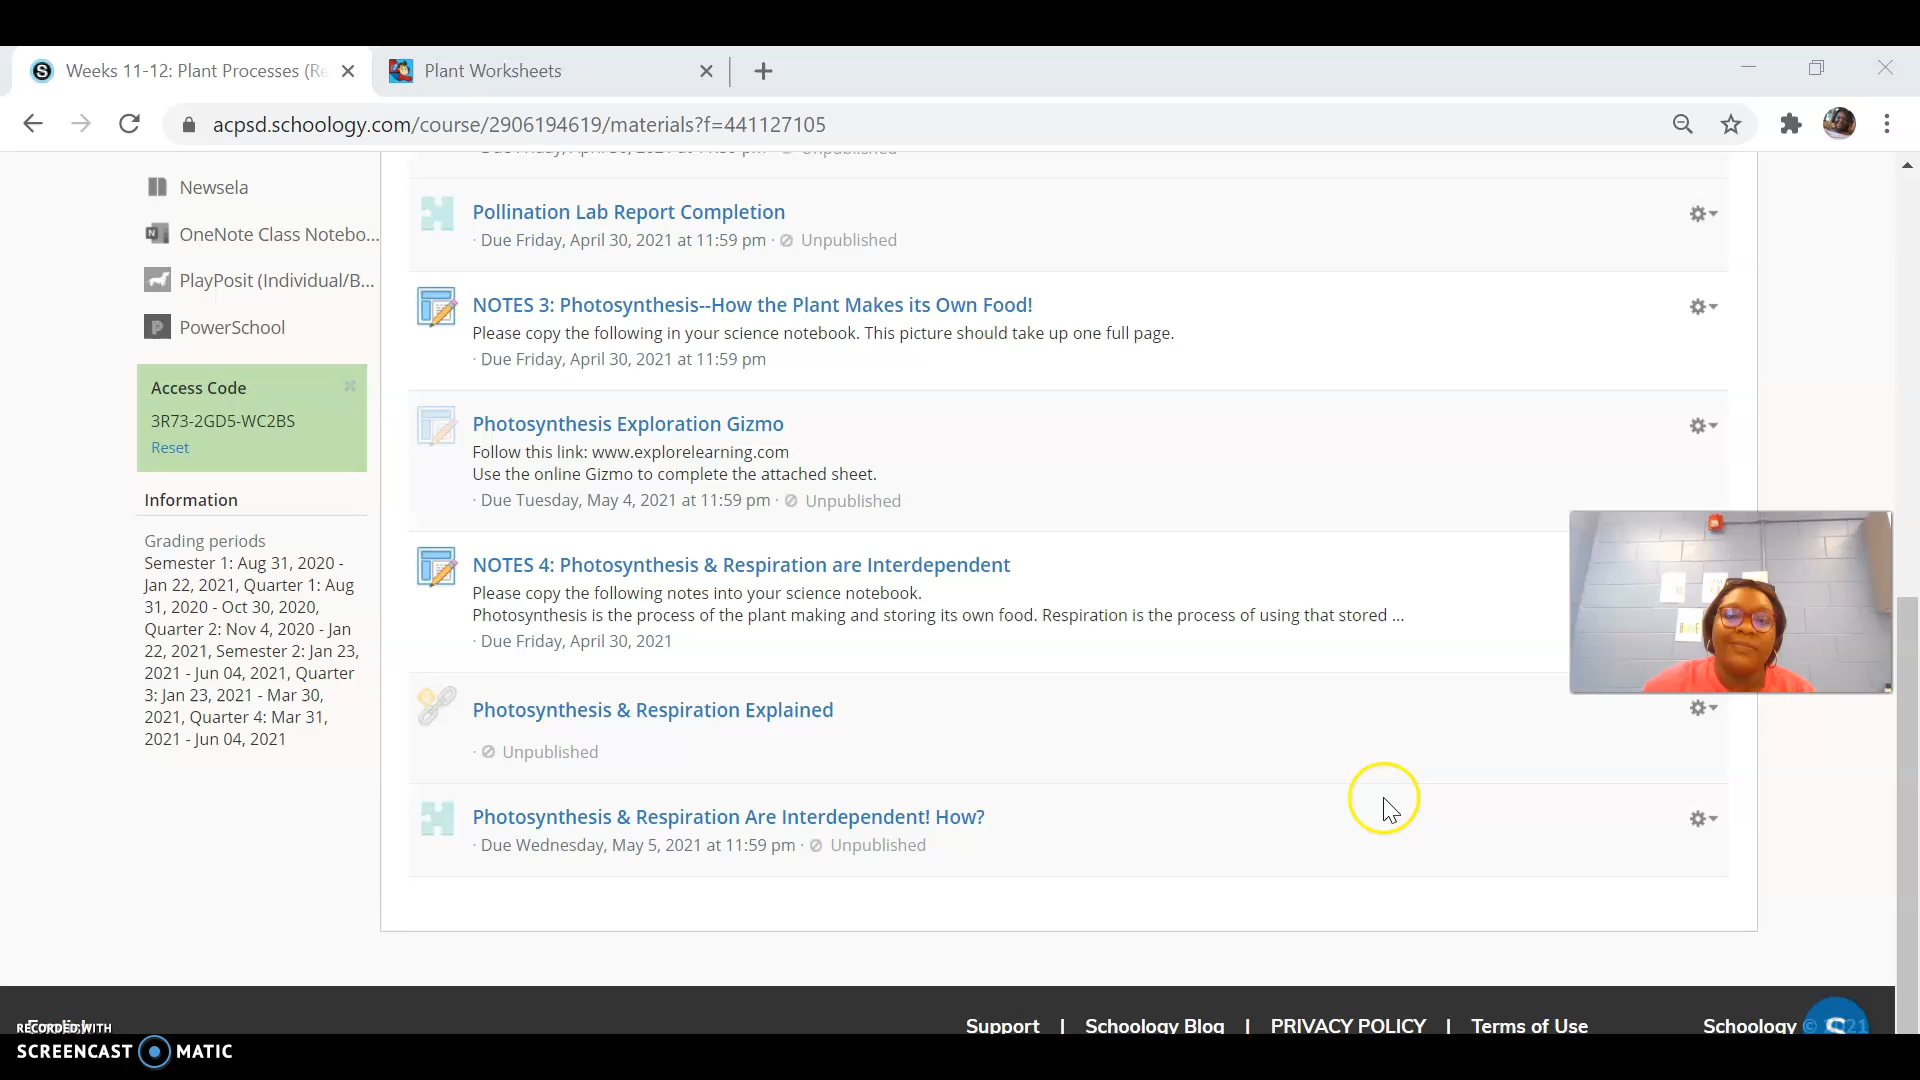 Weeks 11-12: Plant Processes (Re
Plant Worksheets
acpsd.schoology.com/course/2906194619/materials?f=441127105
Unpublished
Newsela
OneNote Class Notebo...
PlayPosit (Individual/B...
PowerSchool
Access Code
3R73-2GD5-WC2BS
Reset
Information
Grading periods
Semester 1: Aug 31, 2020 -
Jan 22, 2021, Quarter 1: Aug
31, 2020 - Oct 30, 2020,
Quarter 2: Nov 4, 2020 - Jan
22, 2021, Semester 2: Jan 23,
2021 - Jun 04, 2021, Quarter
3: Jan 23, 2021 - Mar 30,
2021, Quarter 4: Mar 31,
2021 - Jun 04, 2021
Pollination Lab Report Completion
· Due Friday, April 30, 2021 at 11:59 pm · Unpublished
NOTES 3: Photosynthesis--How the Plant Makes its Own Food!
Please copy the following in your science notebook. This picture should take up one full page.
· Due Friday, April 30, 2021 at 11:59 pm
Photosynthesis Exploration Gizmo
Follow this link: www.explorelearning.com
Use the online Gizmo to complete the attached sheet.
· Due Tuesday, May 4, 2021 at 11:59 pm · Unpublished
NOTES 4: Photosynthesis & Respiration are Interdependent
Please copy the following notes into your science notebook.
Photosynthesis is the process of the plant making and storing its own food. Respiration is the process of using that stored ...
· Due Friday, April 30, 2021
Photosynthesis & Respiration Explained
· Unpublished
Photosynthesis & Respiration Are Interdependent! How?
· Due Wednesday, May 5, 2021 at 11:59 pm · Unpublished
English
Support | Schoology Blog | PRIVACY POLICY | Terms of Use
Schoology © 2021
RECORDED WITH
SCREENCAST MATIC